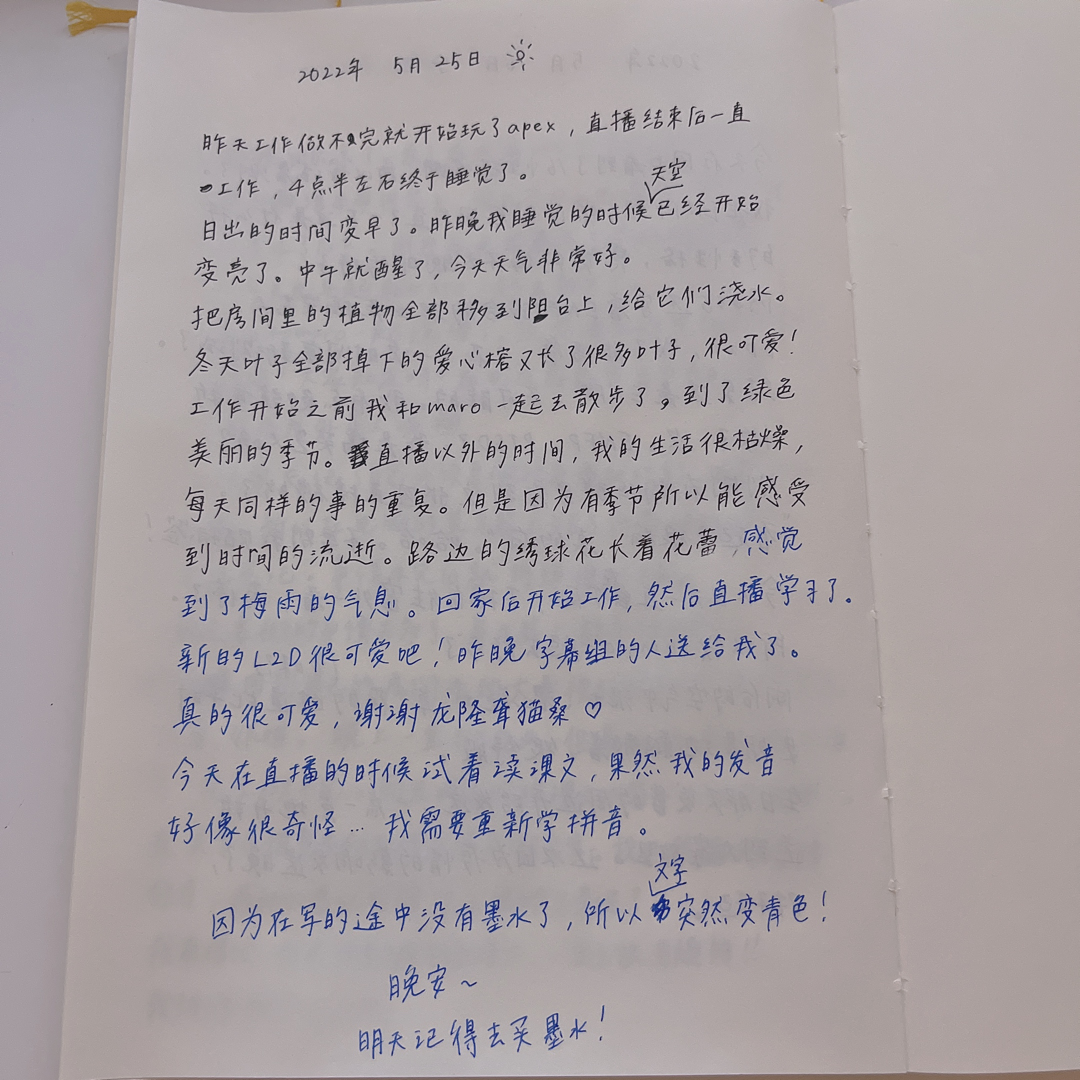 2022年 5月 25日
昨天工作做不完就开始玩了apex，直播结束后一直
工作，4点半左右终于睡觉了。
日出的时间变早了。昨晚我睡觉的时候天空已经开始
变亮了。中午就醒了，今天天气非常好。
把房间里的植物全部移到阳台上，给它们浇水。
冬天叶子全部掉下的爱心榕又长了很多叶子，很可爱！
工作开始之前我和maro一起去散步了，到了绿色
美丽的季节。直播以外的时间，我的生活很枯燥，
每天同样的事的重复。但是因为有季节所以能感受
到时间的流逝。路边的绣球花长着花蕾，感觉
到了梅雨的气息。回家后开始工作，然后直播学习了。
新的L2D很可爱吧！昨晚字幕组的人送给我了。
真的很可爱，谢谢龙隆聋猫桑♡
今天在直播的时候试着读课文，果然我的发音
好像很奇怪… 我需要重新学拼音。
因为在写的途中没有墨水了，所以文字突然变青色！
晚安～
明天记得去买墨水！